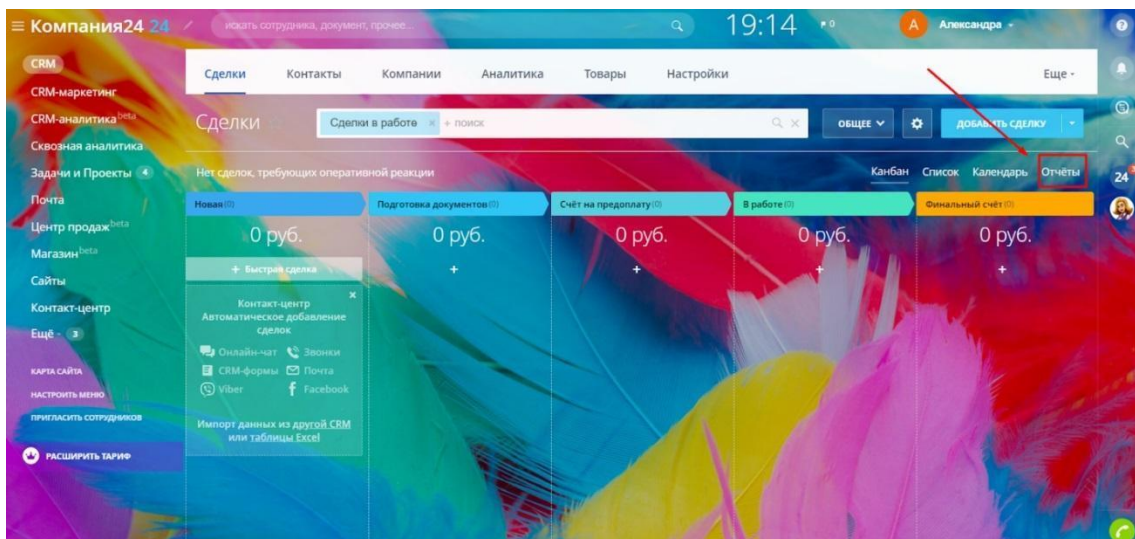 Компания24 24
искать сотрудника, документ, прочее...
19:14
0
А
Александра
CRM
CRM-маркетинг
CRM-аналитика beta
Сквозная аналитика
Задачи и Проекты 4
Почта
Центр продаж beta
Магазин beta
Сайты
Контакт-центр
Ещё - 3
КАРТА САЙТА
НАСТРОИТЬ МЕНЮ
ПРИГЛАСИТЬ СОТРУДНИКОВ
РАСШИРИТЬ ТАРИФ
Сделки Контакты Компании Аналитика Товары Настройки Еще
Сделки
Сделки в работе × + поиск
ОБЩЕЕ
ДОБАВИТЬ СДЕЛКУ
Нет сделок, требующих оперативной реакции
Канбан Список Календарь Отчёты
Новая (0) Подготовка документов (0) Счёт на предоплату (0) В работе (0) Финальный счёт (0)
0 руб. 0 руб. 0 руб. 0 руб. 0 руб.
+ Быстрая сделка + + + +
Контакт-центр
Автоматическое добавление
сделок
Онлайн-чат Звонки
CRM-формы Почта
Viber Facebook
Импорт данных из другой CRM
или таблицы Excel
24